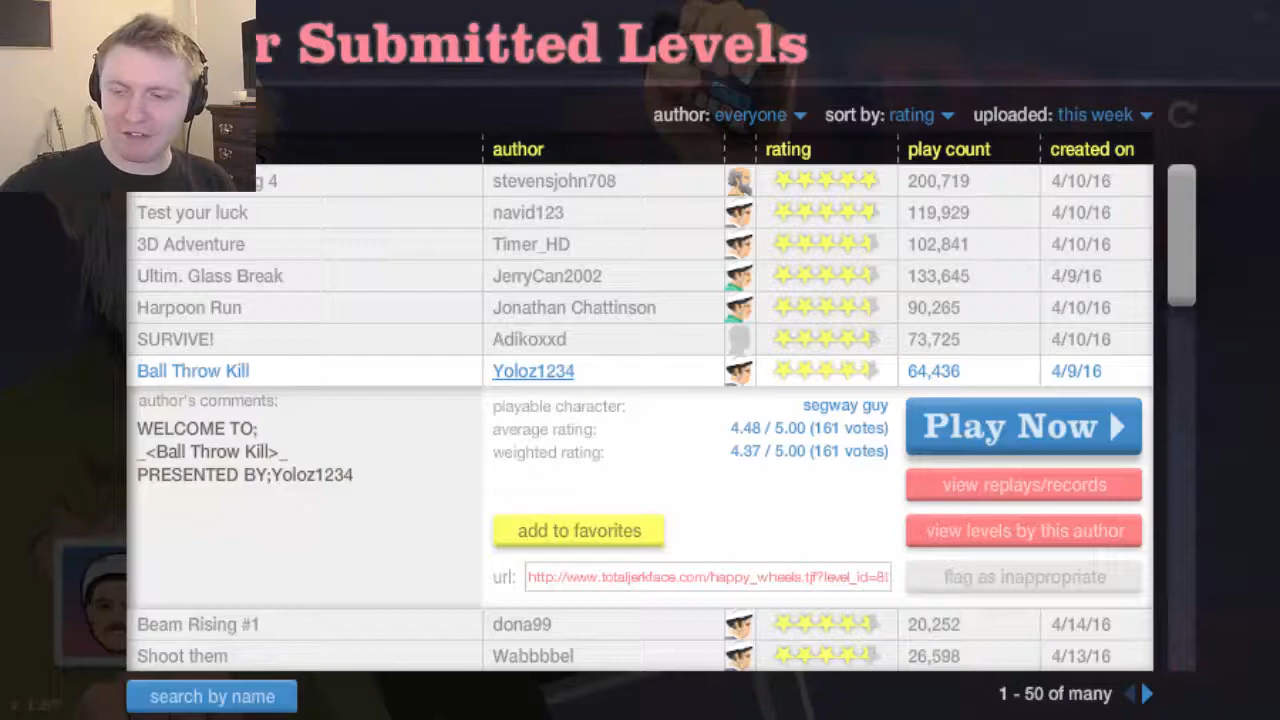 r Submitted Levels
author: everyone sort by: rating uploaded: this week
author rating play count created on
g 4 stevensjohn708 200,719 4/10/16
Test your luck navid123 119,929 4/10/16
3D Adventure Timer_HD 102,841 4/10/16
Ultim. Glass Break JerryCan2002 133,645 4/9/16
Harpoon Run Jonathan Chattinson 90,265 4/10/16
SURVIVE! Adikoxxd 73,725 4/10/16
Ball Throw Kill Yoloz1234 64,436 4/9/16
author's comments:
WELCOME TO;
_<Ball Throw Kill>_
PRESENTED BY;Yoloz1234
playable character: segway guy
average rating: 4.48 / 5.00 (161 votes)
weighted rating: 4.37 / 5.00 (161 votes)
add to favorites
url: http://www.totaljerkface.com/happy_wheels.tjf?level_id=8
Play Now
view replays/records
view levels by this author
flag as inappropriate
Beam Rising #1 dona99 20,252 4/14/16
Shoot them Wabbbbel 26,598 4/13/16
search by name 1 - 50 of many